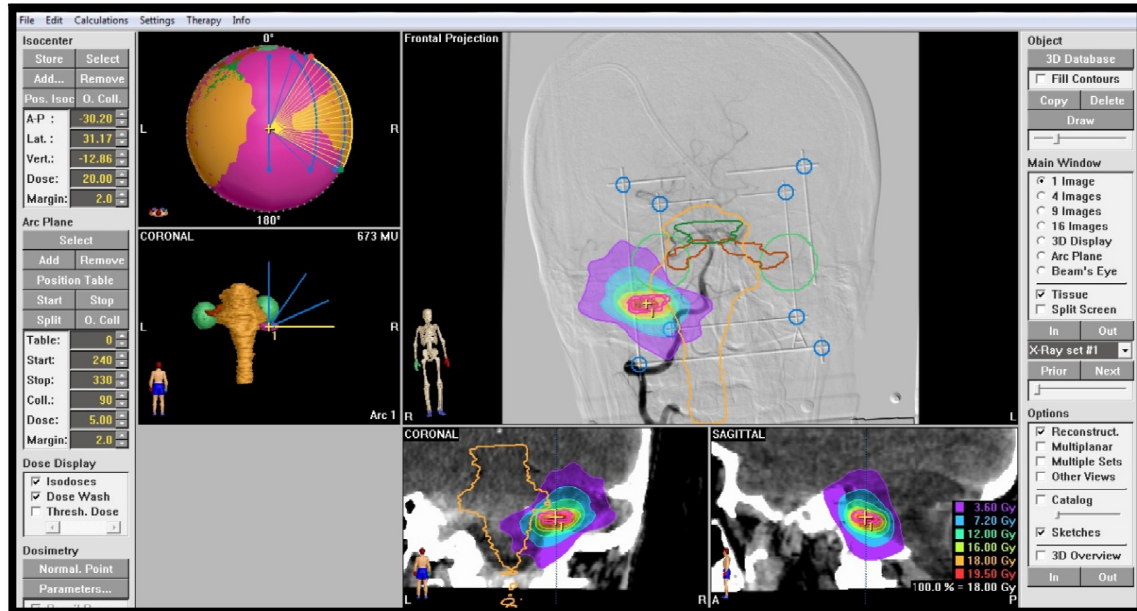 File Edit Calculations Settings Therapy Info
Isocenter
Store Select
Add... Remove
Pos. Isoc O. Coll.
A-P : -30.20
Lat. : 31.17
Vert.: -12.86
Dose: 20.00
Margin: 2.0
Arc Plane
Select
Add Remove
Position Table
Start Stop
Split O. Coll
Table: 0
Start: 240
Stop: 330
Coll.: 90
Dose: 5.00
Margin: 2.0
Dose Display
Isodoses
Dose Wash
Thresh. Dose
Dosimetry
Normal. Point
Parameters...
0°
L R
180°
CORONAL 673 MU
L R
1
Arc 1
Frontal Projection
A
1
R L
CORONAL
1
L R
SAGITTAL
1
3.60 Gy
7.20 Gy
12.00 Gy
16.00 Gy
18.00 Gy
19.50 Gy
100.0 % = 18.00 Gy
A P
Object
3D Database
Fill Contours
Copy Delete
Draw
Main Window
1 Image
4 Images
9 Images
16 Images
3D Display
Arc Plane
Beam's Eye
Tissue
Split Screen
In Out
X-Ray set #1
Prior Next
Options
Reconstruct.
Multiplanar
Multiple Sets
Other Views
Catalog
Sketches
3D Overview
In Out